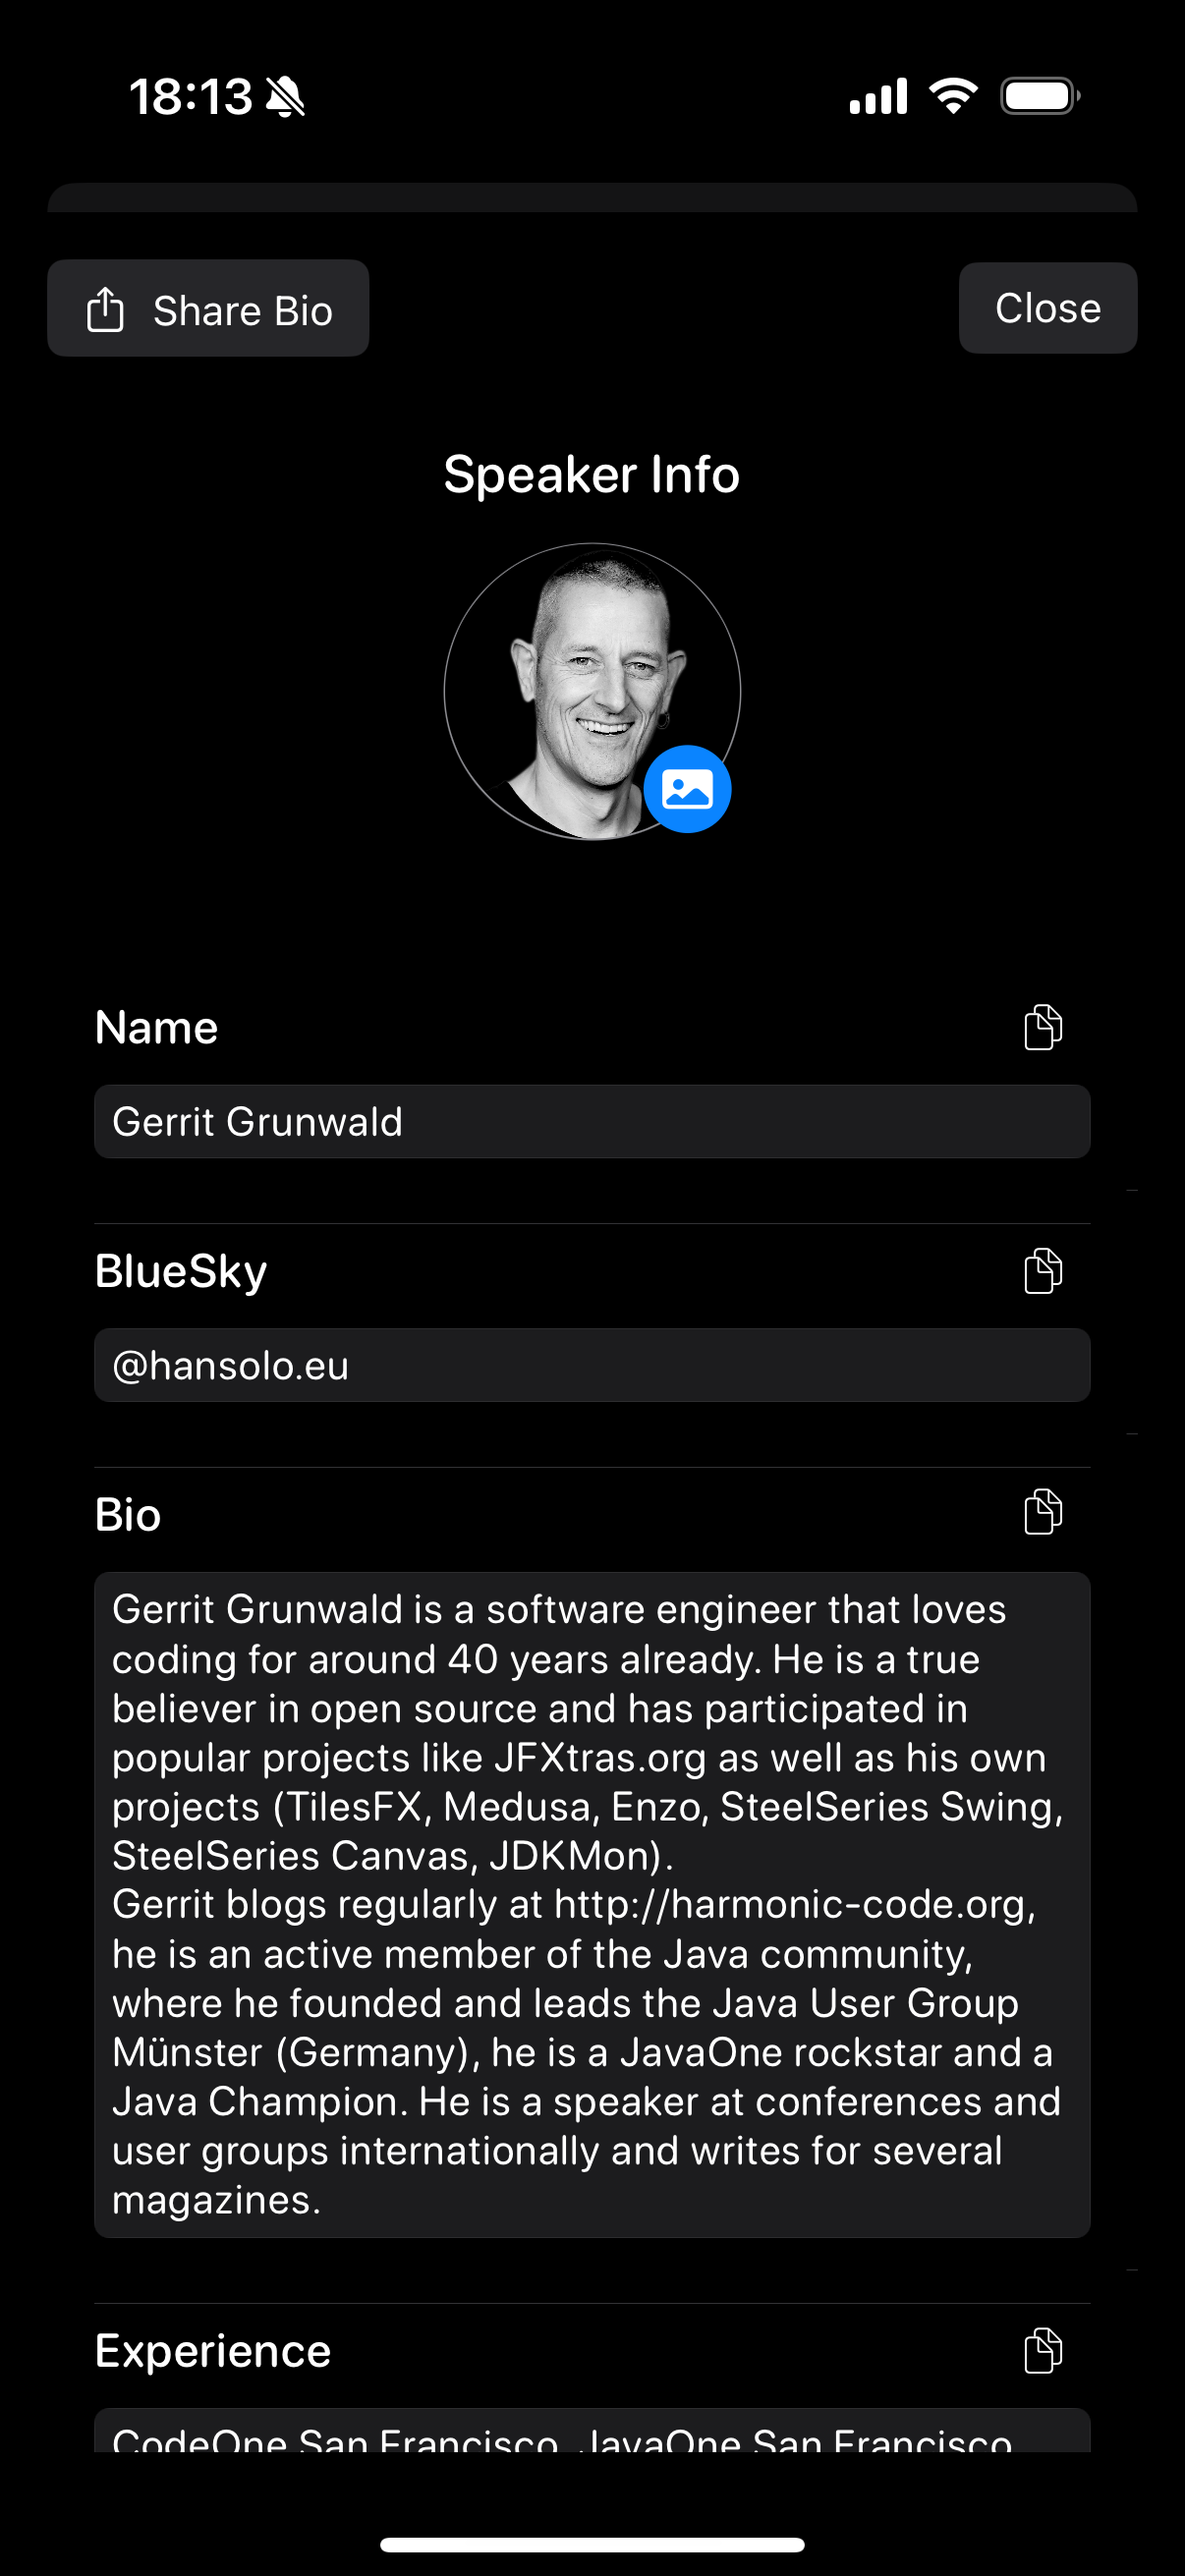 18:13
Share Bio
Close
Speaker Info
Name
Gerrit Grunwald
BlueSky
@hansolo.eu
Bio
Gerrit Grunwald is a software engineer that loves
coding for around 40 years already. He is a true
believer in open source and has participated in
popular projects like JFXtras.org as well as his own
projects (TilesFX, Medusa, Enzo, SteelSeries Swing,
SteelSeries Canvas, JDKMon).
Gerrit blogs regularly at http://harmonic-code.org,
he is an active member of the Java community,
where he founded and leads the Java User Group
Münster (Germany), he is a JavaOne rockstar and a
Java Champion. He is a speaker at conferences and
user groups internationally and writes for several
magazines.
Experience
CodeOne San Francisco, JavaOne San Francisco